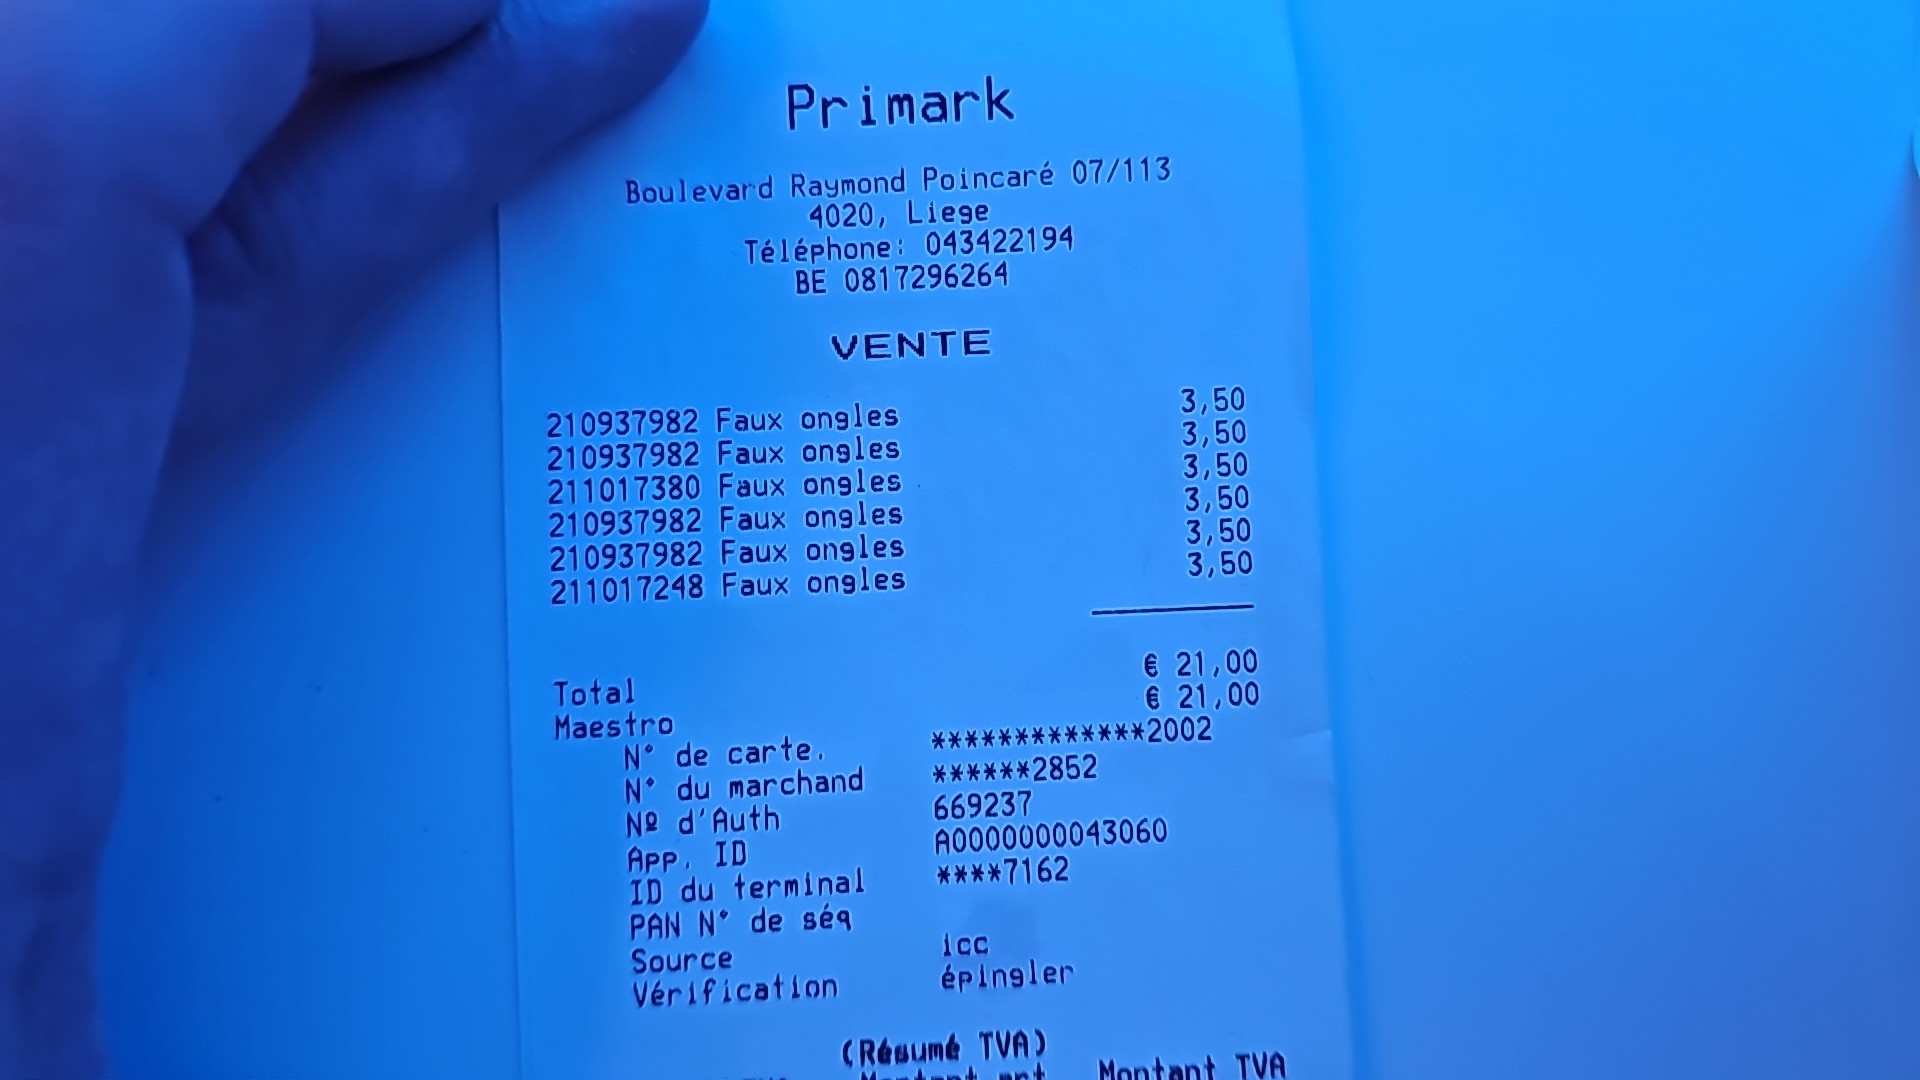 Primark
Boulevard Raymond Poincaré 07/113
4020, Liege
Téléphone: 043422194
BE 0817296264
VENTE
210937982 Faux ongles 3,50
210937982 Faux ongles 3,50
211017380 Faux ongles 3,50
210937982 Faux ongles 3,50
210937982 Faux ongles 3,50
211017248 Faux ongles 3,50
Total € 21,00
Maestro € 21,00
N° de carte. *************2002
N° du marchand ******2852
Nº d'Auth 669237
App. ID A0000000043060
ID du terminal ****7162
PAN N° de séq
Source icc
Vérification épingler
(Résumé TVA)
Montant TVA